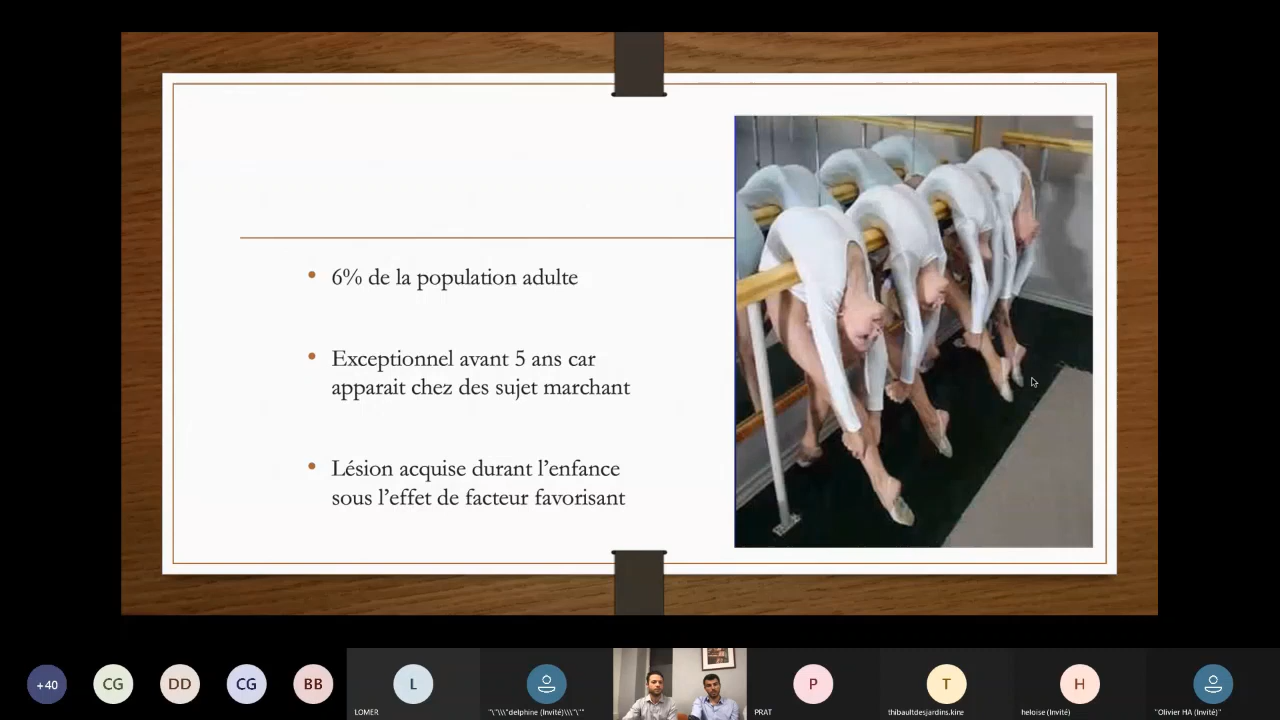 6% de la population adulte
Exceptionnel avant 5 ans car
apparait chez des sujet marchant
Lésion acquise durant l'enfance
sous l'effet de facteur favorisant
+40
CG
DD
CG
BB
L
P
T
H
LOMER
"\"\\\"delphine (Invité)\\\"\""
PRAT
thibaultdesjardins.kine
heloise (Invité)
"Olivier HA (Invité)"